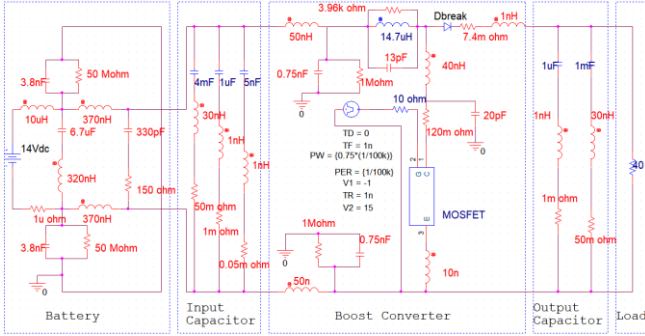 3.96k ohm
Dbreak
1nH
50nH
14.7uH
7.4m ohm
13pF
3.8nF
50 Mohm
4mF
1uF
5nF
0.75nF
1Mohm
40nH
1uF
1mF
0
10uH
370nH
30nH
10 ohm
20pF
6.7uF
330pF
TD = 0
TF = 1n
PW = {0.75*(1/100k)}
120m ohm
0
1nH
30nH
14Vdc
1nH
1nH
PER = {1/100k}
V1 = -1
TR = 1n
V2 = 15
2
1
G
C
E
3
MOSFET
40
320nH
150 ohm
50m ohm
1u ohm
370nH
1m ohm
1Mohm
0.75nF
1m ohm
50m ohm
3.8nF
50 Mohm
0.05m ohm
0
10n
0
50n
Battery
Input
Capacitor
Boost Converter
Output
Capacitor
Load